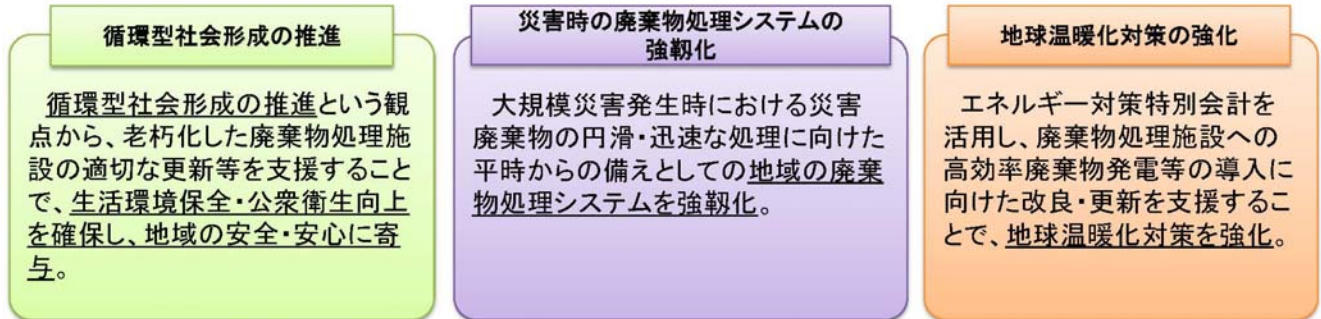 循環型社会形成の推進
循環型社会形成の推進という観
点から、老朽化した廃棄物処理施
設の適切な更新等を支援すること
で、生活環境保全・公衆衛生向上
を確保し、地域の安全・安心に寄
与。
災害時の廃棄物処理システムの
強靱化
大規模災害発生時における災害
廃棄物の円滑・迅速な処理に向けた
平時からの備えとしての地域の廃棄
物処理システムを強靱化。
地球温暖化対策の強化
エネルギー対策特別会計を
活用し、廃棄物処理施設への
高効率廃棄物発電等の導入に
向けた改良・更新を支援するこ
とで、地球温暖化対策を強化。